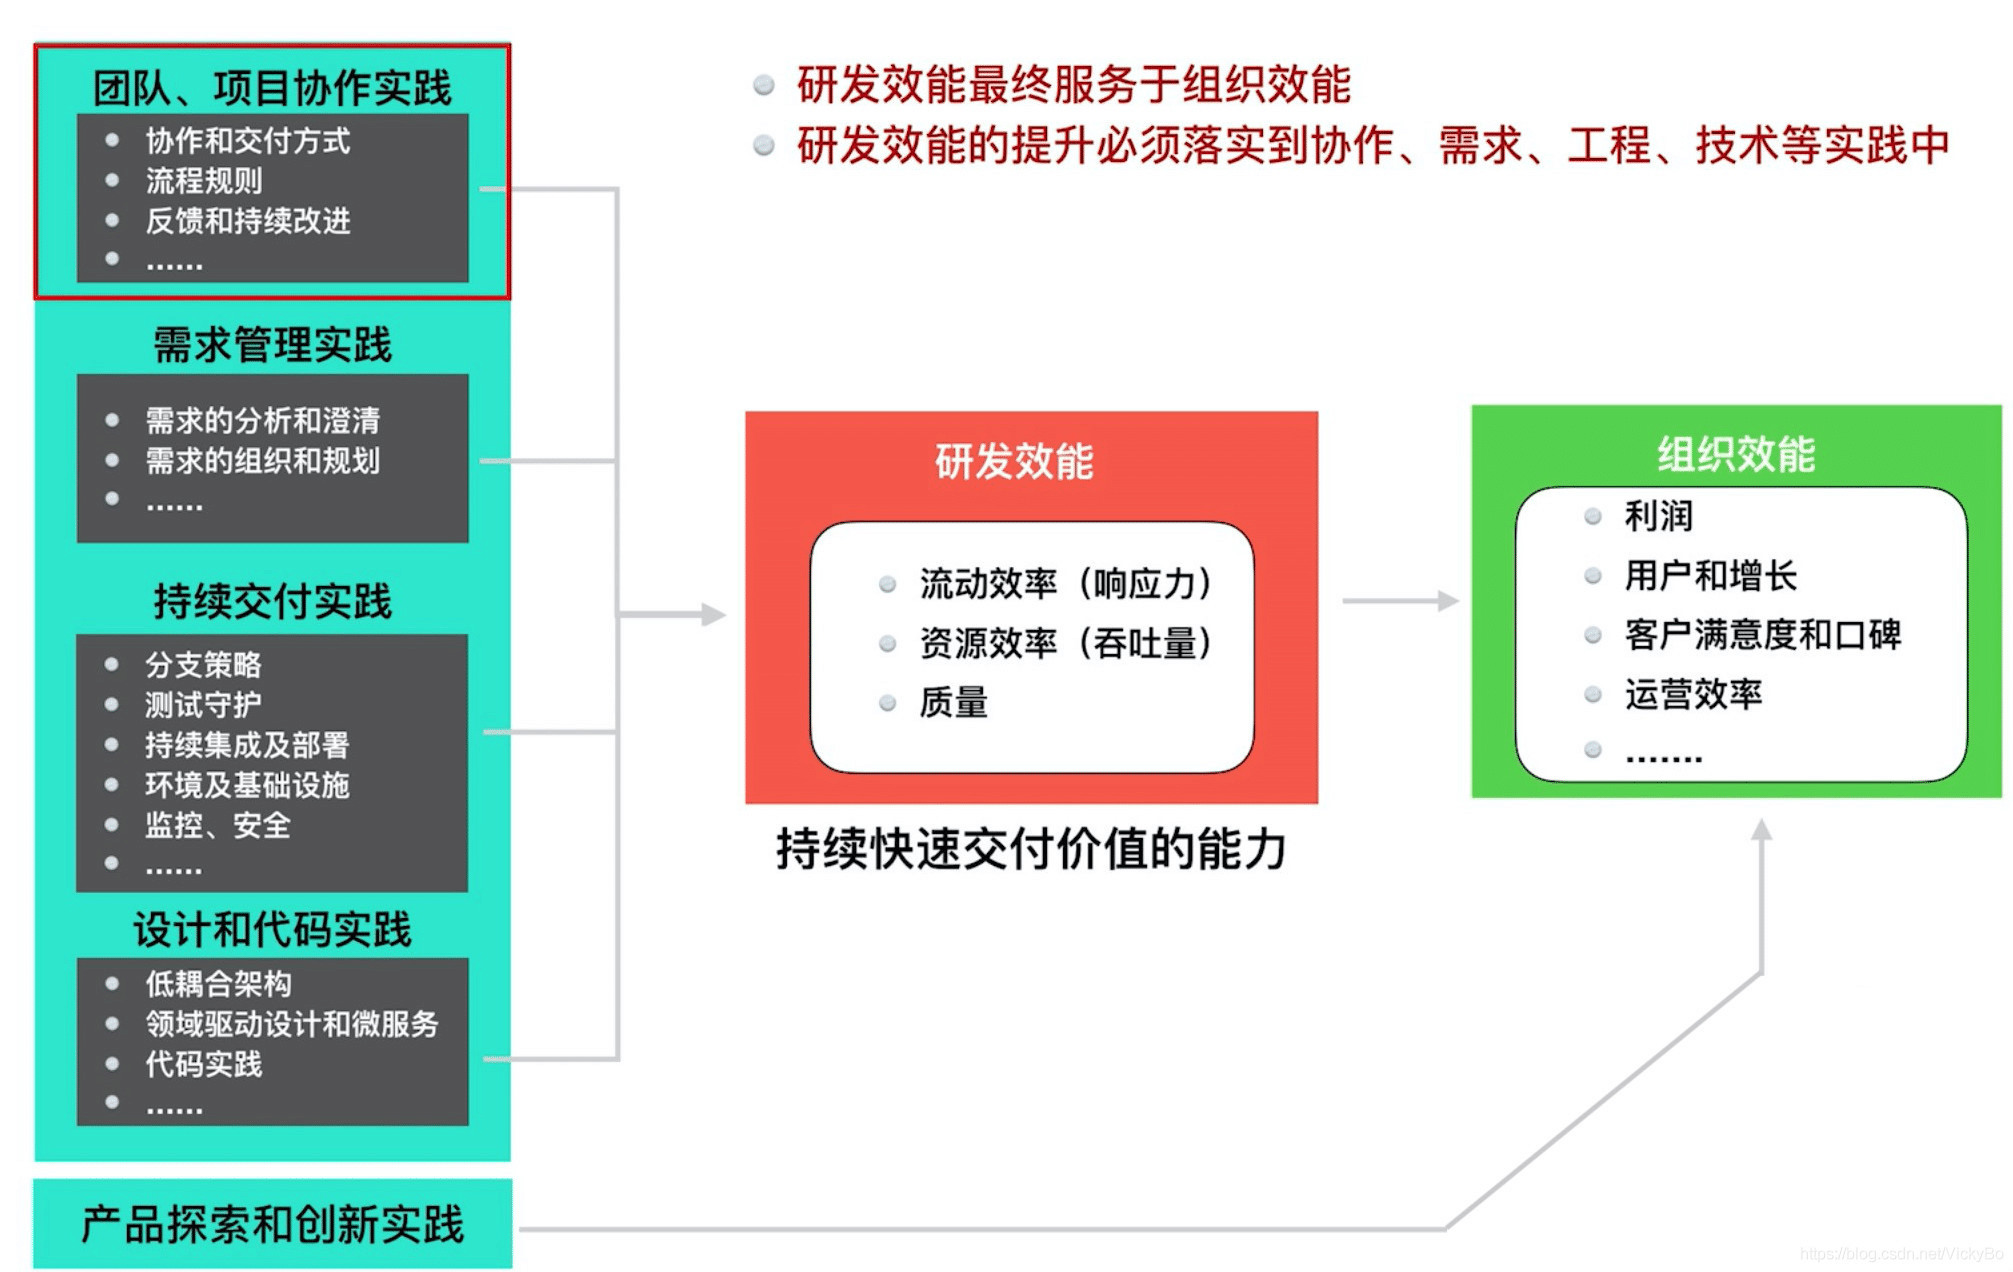 团队、项目协作实践
协作和交付方式
流程规则
反馈和持续改进
......
需求管理实践
需求的分析和澄清
需求的组织和规划
......
持续交付实践
分支策略
测试守护
持续集成及部署
环境及基础设施
监控、安全
......
设计和代码实践
低耦合架构
领域驱动设计和微服务
代码实践
......
产品探索和创新实践
研发效能最终服务于组织效能
研发效能的提升必须落实到协作、需求、工程、技术等实践中
研发效能
流动效率（响应力）
资源效率（吞吐量）
质量
持续快速交付价值的能力
组织效能
利润
用户和增长
客户满意度和口碑
运营效率
.......
https://blog.csdn.net/VickyBo